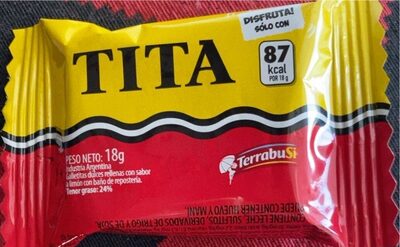 DISFRUTA!
SÓLO CON
TITA
87
kcal
POR 18 g
Terrabusi
PESO NETO: 18g
Industria Argentina
Galletitas dulces rellenas con sabor
a limón con baño de repostería.
Tenor graso: 24%
CONTIENE LECHE, SULFITOS, DERIVADOS DE TRIGO Y DE SOJA.
PUEDE CONTENER HUEVO Y MANÍ.